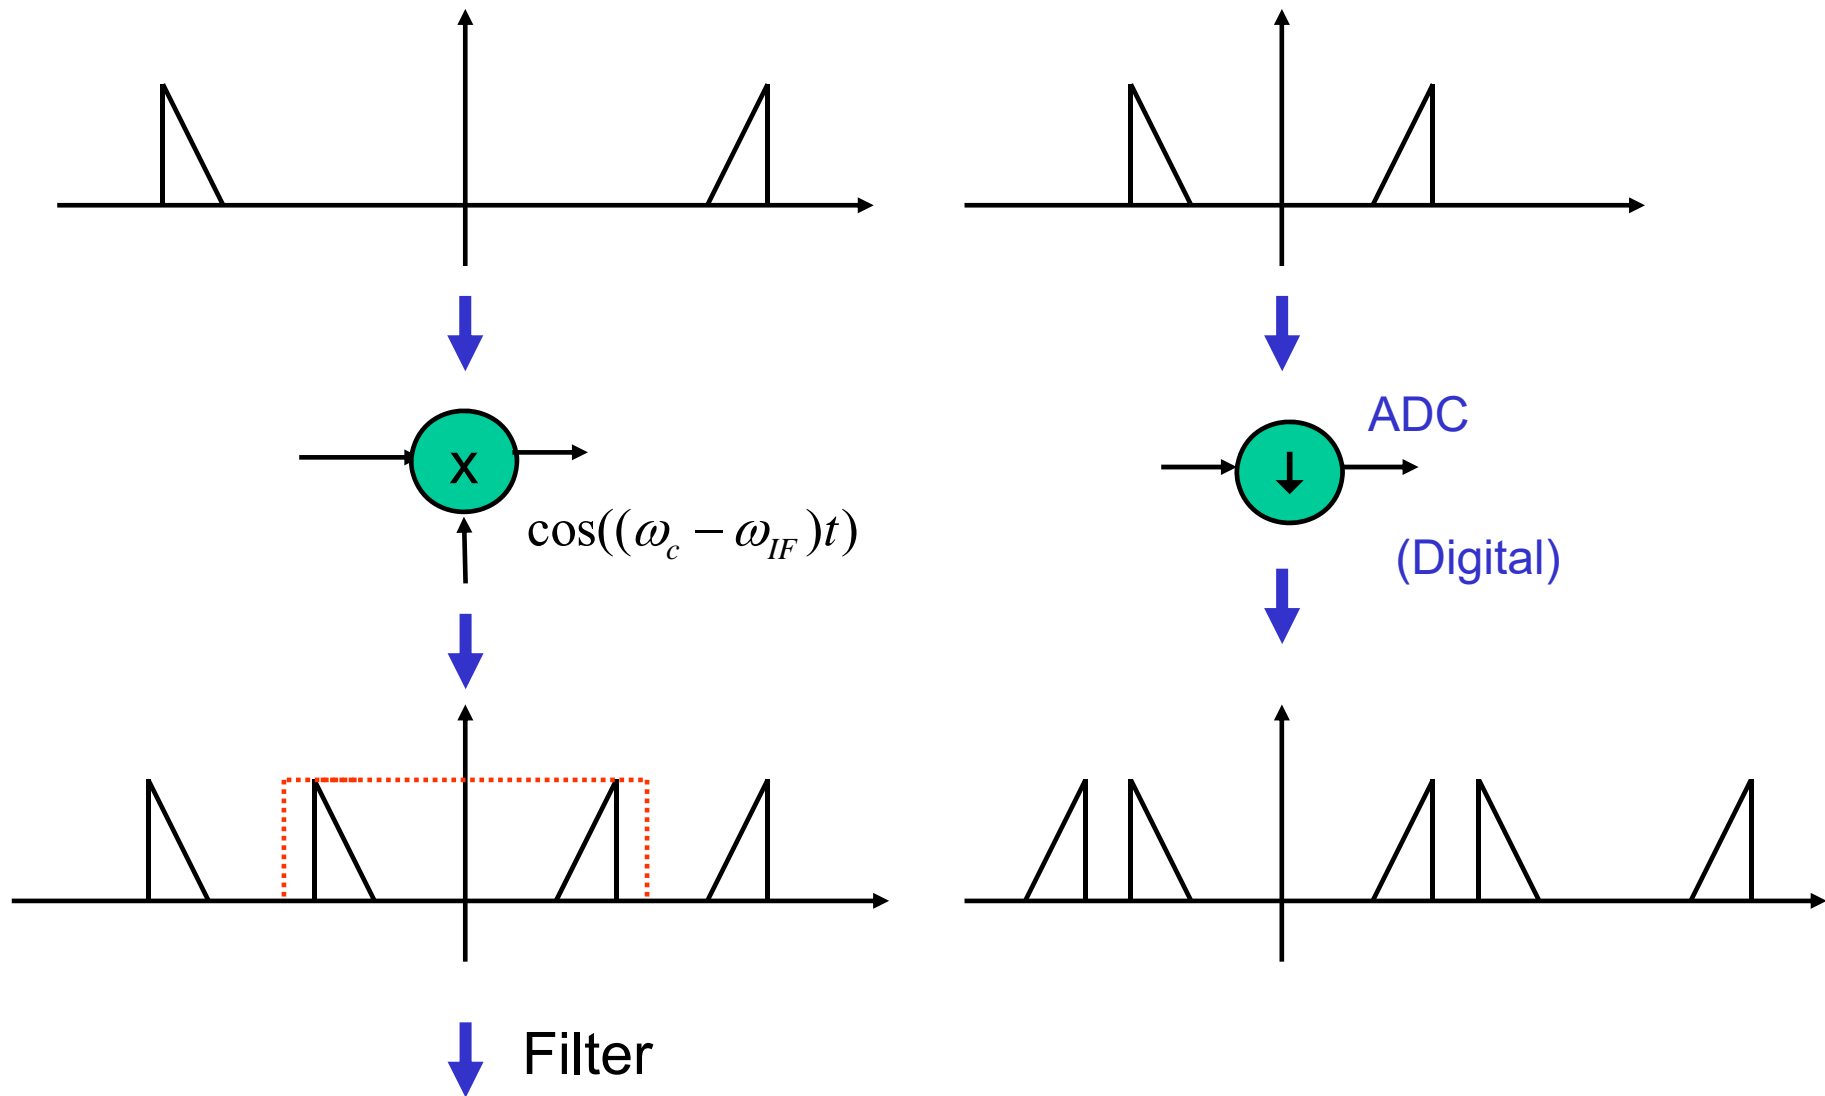 ADC
x
↓
cos((ω_c − ω_IF)t)
(Digital)
Filter